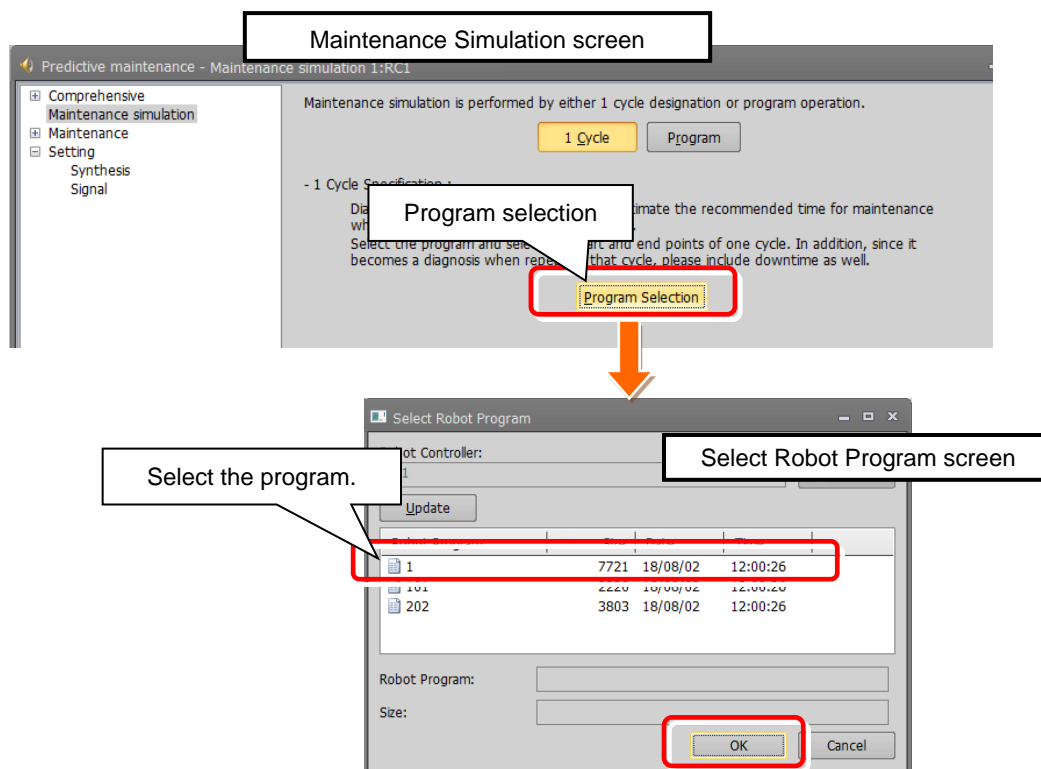 Maintenance Simulation screen
Predictive maintenance - Maintenance simulation 1:RC1
Comprehensive
Maintenance simulation
Maintenance
Setting
Synthesis
Signal
Maintenance simulation is performed by either 1 cycle designation or program operation.
1 Cycle
Program
- 1 Cycle Specification :
Program selection
the recommended time for maintenance
Select the program and and end points of one cycle. In addition, since it
becomes a diagnosis when that cycle, please include downtime as well.
Program Selection
Select Robot Program
Controller:
Select Robot Program screen
Select the program.
1
Update
1 7721 18/08/02 12:00:26
202 3803 18/08/02 12:00:26
Robot Program:
Size:
OK
Cancel